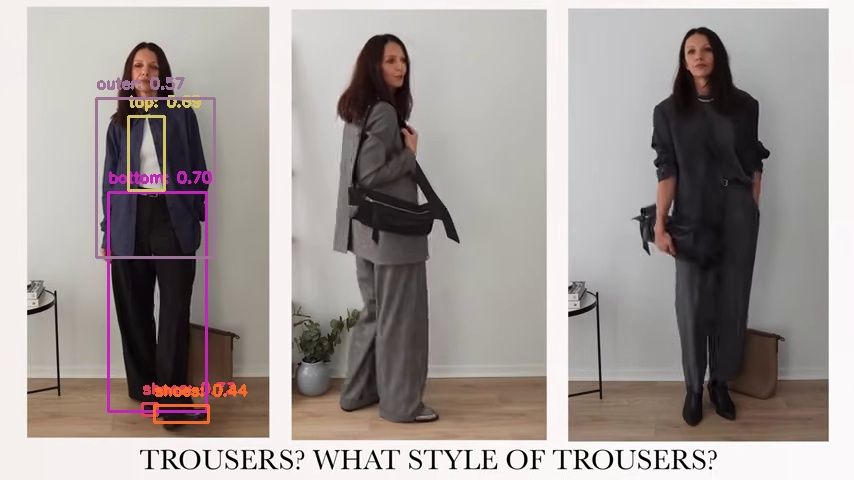 outer: 0.57
top: 0.69
bottom: 0.70
shoes: 0.44
TROUSERS? WHAT STYLE OF TROUSERS?